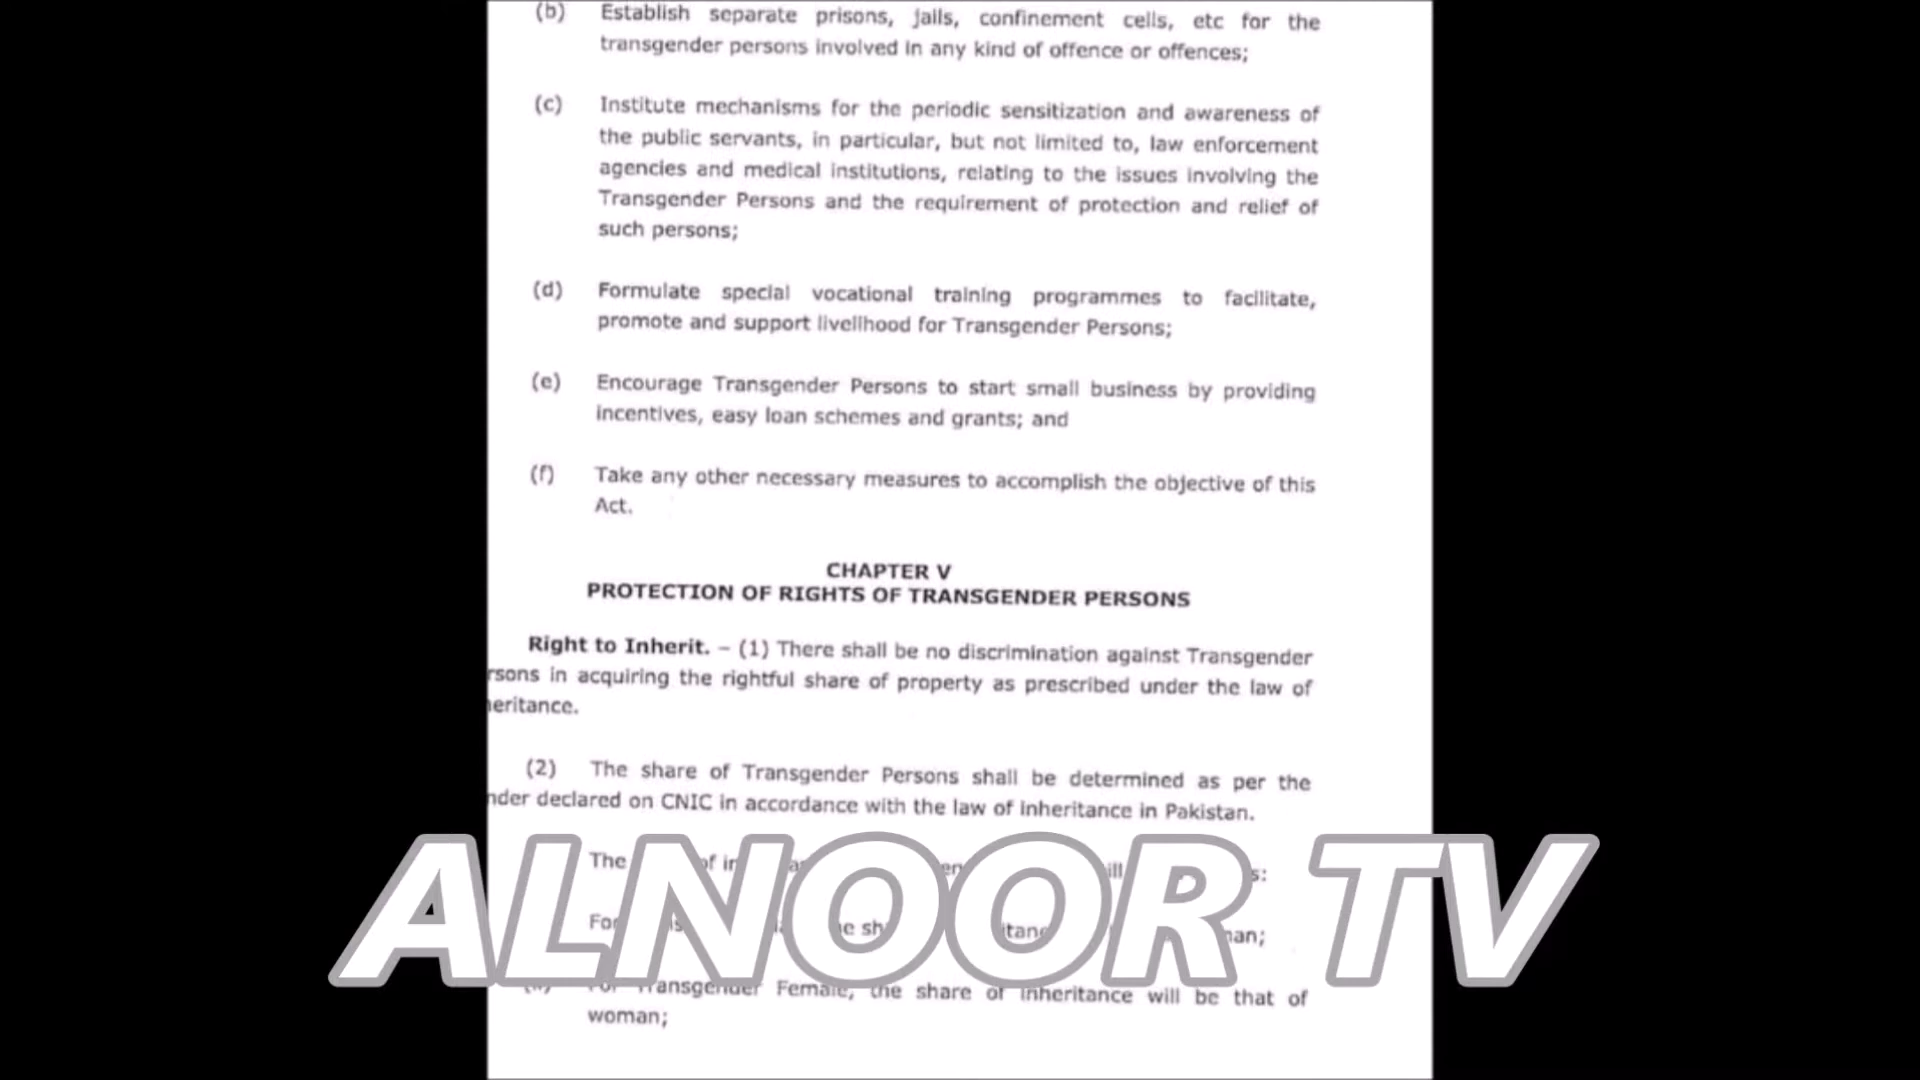 (b) Establish separate prisons, jails, confinement cells, etc for the
transgender persons involved in any kind of offence or offences;
(c) Institute mechanisms for the periodic sensitization and awareness of
the public servants, in particular, but not limited to, law enforcement
agencies and medical institutions, relating to the issues involving the
Transgender Persons and the requirement of protection and relief of
such persons;
(d) Formulate special vocational training programmes to facilitate,
promote and support livelihood for Transgender Persons;
(e) Encourage Transgender Persons to start small business by providing
incentives, easy loan schemes and grants; and
(f) Take any other necessary measures to accomplish the objective of this
Act.
CHAPTER V
PROTECTION OF RIGHTS OF TRANSGENDER PERSONS
Right to Inherit. – (1) There shall be no discrimination against Transgender
rsons in acquiring the rightful share of property as prescribed under the law of
eritance.
(2) The share of Transgender Persons shall be determined as per the
nder declared on CNIC in accordance with the law of inheritance in Pakistan.
The of
ALNOOR TV
For Transgender Female, the share of inheritance will be that of
woman;